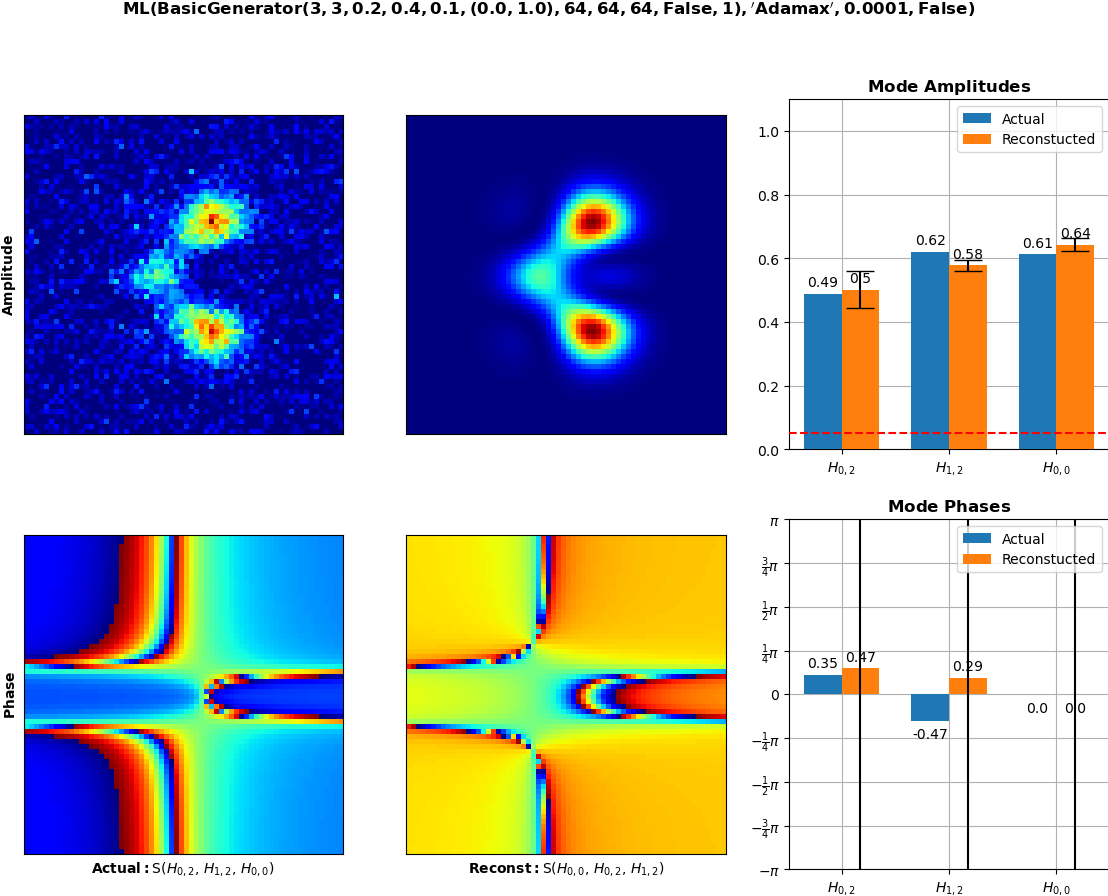 ML(BasicGenerator(3, 3, 0.2, 0.4, 0.1, (0.0, 1.0), 64, 64, 64, False, 1), ′Adamax′, 0.0001, False)
Amplitude
Mode Amplitudes
Actual
Reconstucted
1.0
0.8
0.6
0.4
0.2
0.0
0.49
0.5
0.62
0.58
0.61
0.64
H0,2
H1,2
H0,0
Phase
Actual: S(H0,2, H1,2, H0,0)
Reconst: S(H0,0, H0,2, H1,2)
Mode Phases
Actual
Reconstucted
π
3/4π
1/2π
1/4π
0
−1/4π
−1/2π
−3/4π
−π
0.35
0.47
-0.47
0.29
0.0
0.0
H0,2
H1,2
H0,0